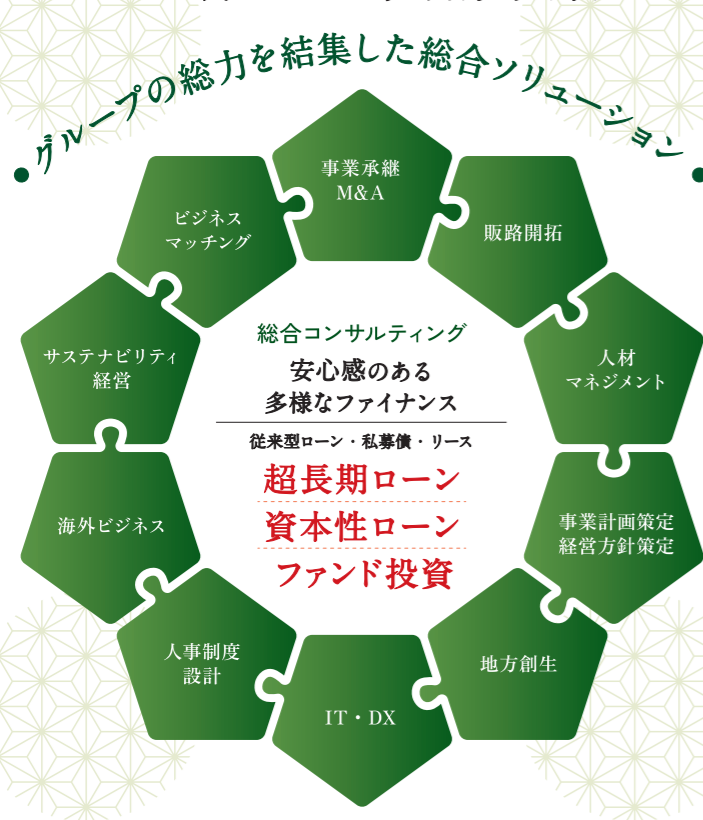 グループの総力を結集した総合ソリューション
事業承継
M&A
販路開拓
人材
マネジメント
事業計画策定
経営方針策定
地方創生
IT・DX
人事制度
設計
海外ビジネス
サステナビリティ
経営
ビジネス
マッチング
総合コンサルティング
安心感のある
多様なファイナンス
従来型ローン・私募債・リース
超長期ローン
資本性ローン
ファンド投資